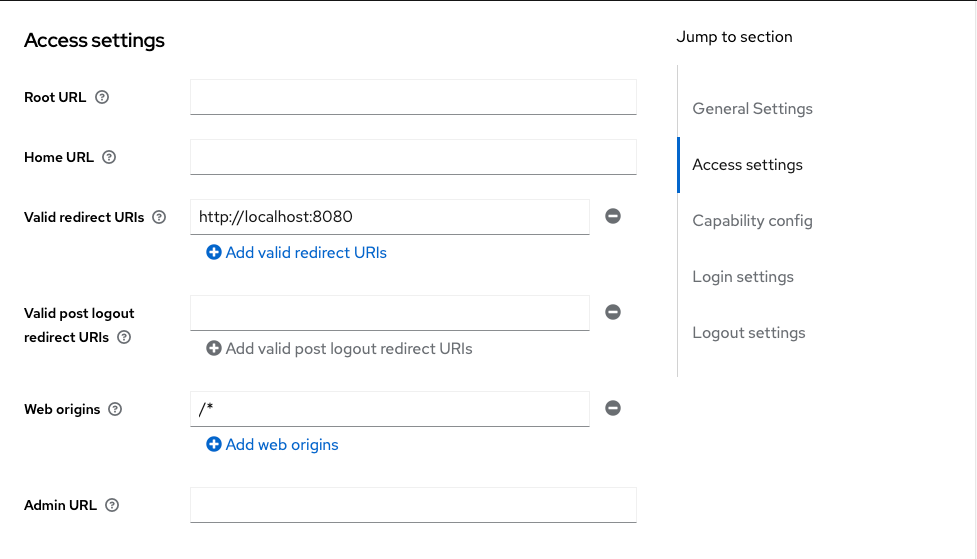 Access settings
Root URL
Home URL
Valid redirect URIs
http://localhost:8080
Add valid redirect URIs
Valid post logout
redirect URIs
Add valid post logout redirect URIs
Web origins
/*
Add web origins
Admin URL
Jump to section
General Settings
Access settings
Capability config
Login settings
Logout settings